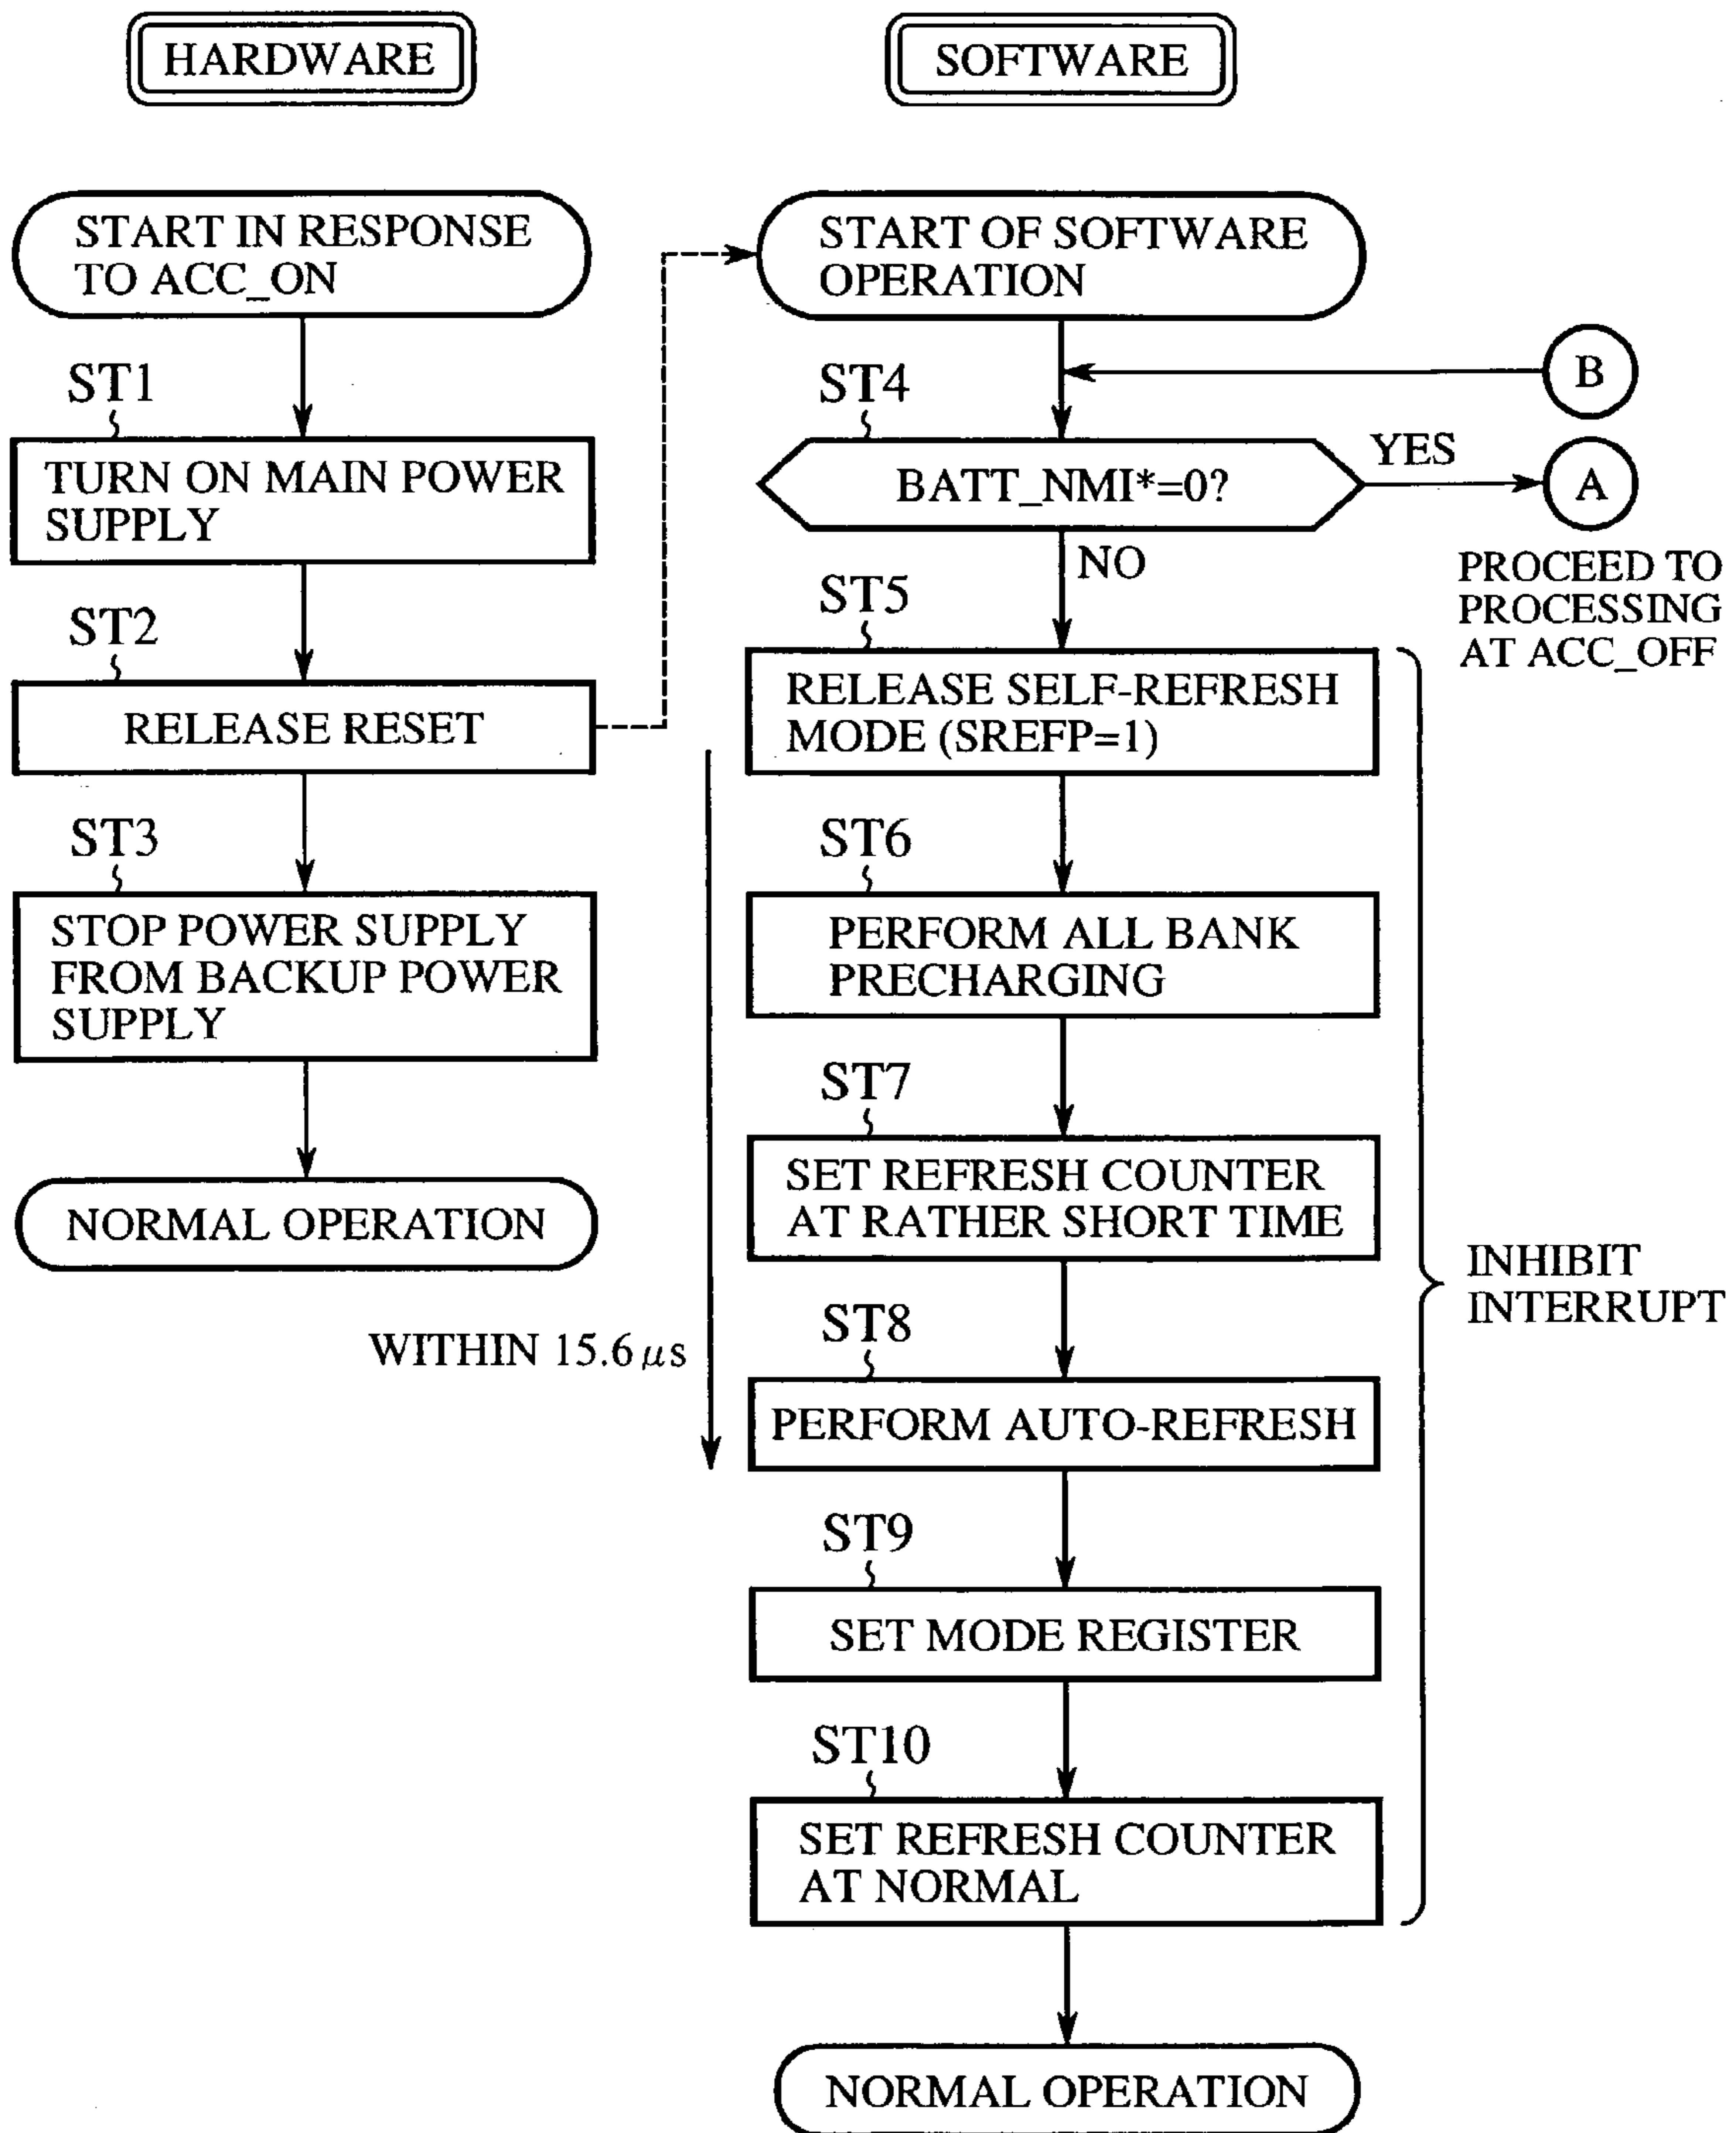 HARDWARE
START IN RESPONSE
TO ACC_ON
ST1
TURN ON MAIN POWER
SUPPLY
ST2
RELEASE RESET
ST3
STOP POWER SUPPLY
FROM BACKUP POWER
SUPPLY
NORMAL OPERATION
WITHIN 15.6 μs
SOFTWARE
START OF SOFTWARE
OPERATION
B
ST4
BATT_NMI*=0?
YES
A
PROCEED TO
PROCESSING
AT ACC_OFF
NO
ST5
RELEASE SELF-REFRESH
MODE (SREFP=1)
ST6
PERFORM ALL BANK
PRECHARGING
ST7
SET REFRESH COUNTER
AT RATHER SHORT TIME
INHIBIT
INTERRUPT
ST8
PERFORM AUTO-REFRESH
ST9
SET MODE REGISTER
ST10
SET REFRESH COUNTER
AT NORMAL
NORMAL OPERATION